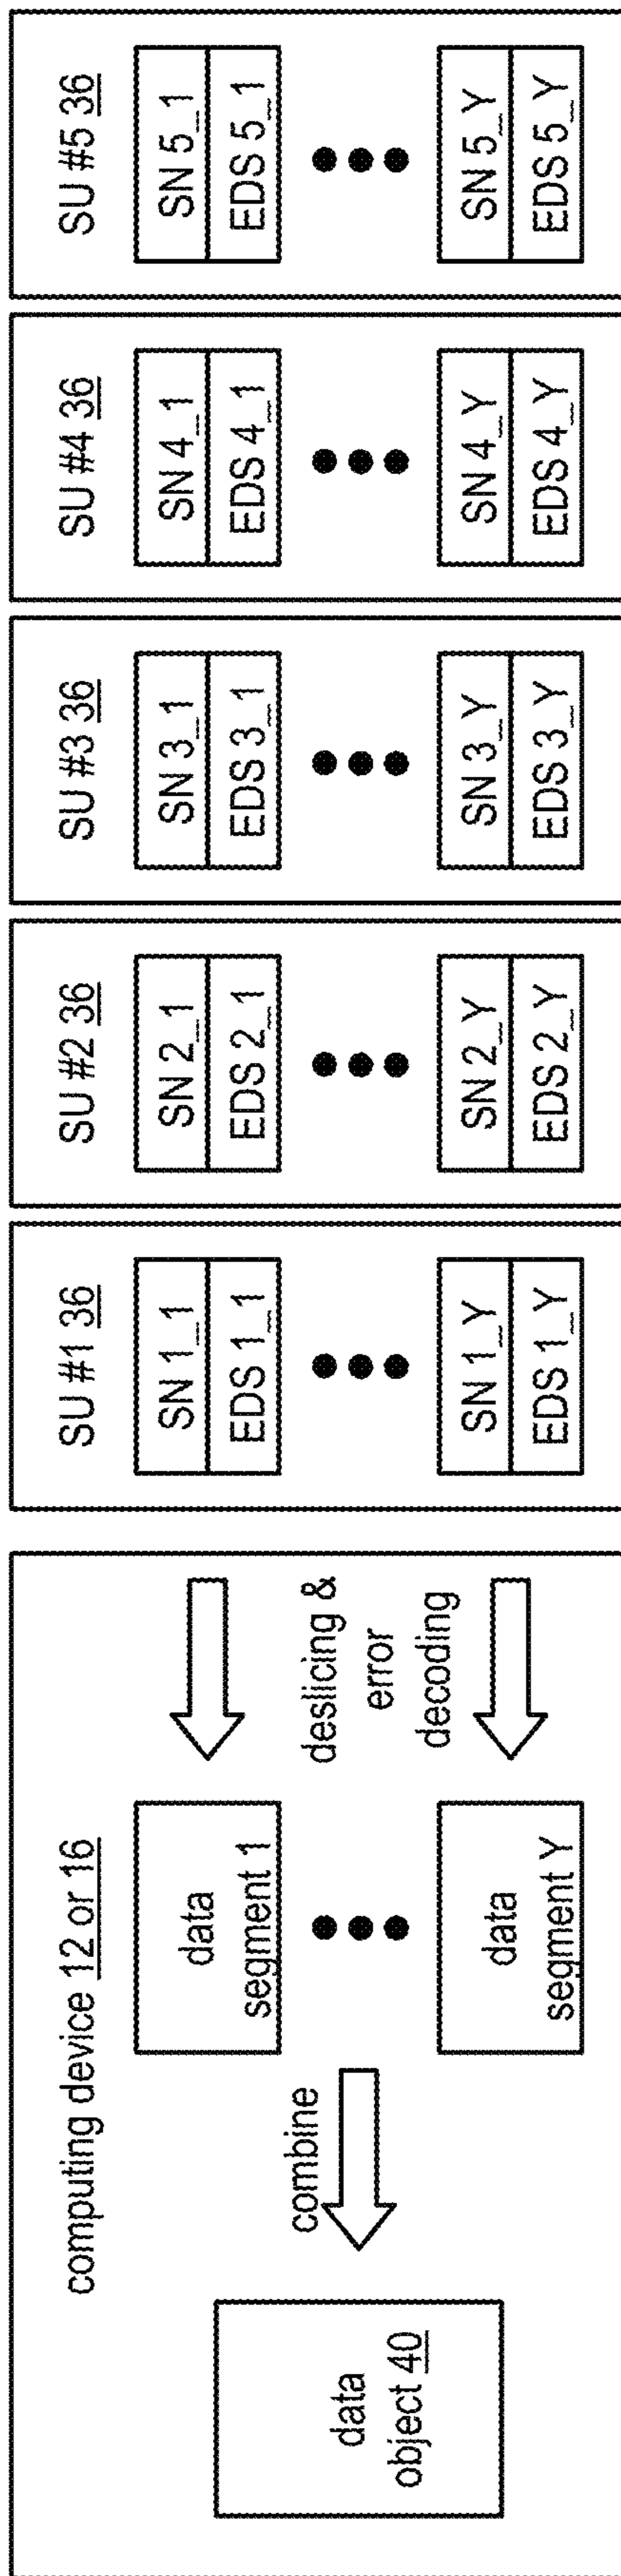 computing device 12 or 16
data
object 40
combine
data
segment 1
data
segment Y
deslicing &
error
decoding
SU #1 36
SN 1_1
EDS 1_1
SN 1_Y
EDS 1_Y
SU #2 36
SN 2_1
EDS 2_1
SN 2_Y
EDS 2_Y
SU #3 36
SN 3_1
EDS 3_1
SN 3_Y
EDS 3_Y
SU #4 36
SN 4_1
EDS 4_1
SN 4_Y
EDS 4_Y
SU #5 36
SN 5_1
EDS 5_1
SN 5_Y
EDS 5_Y